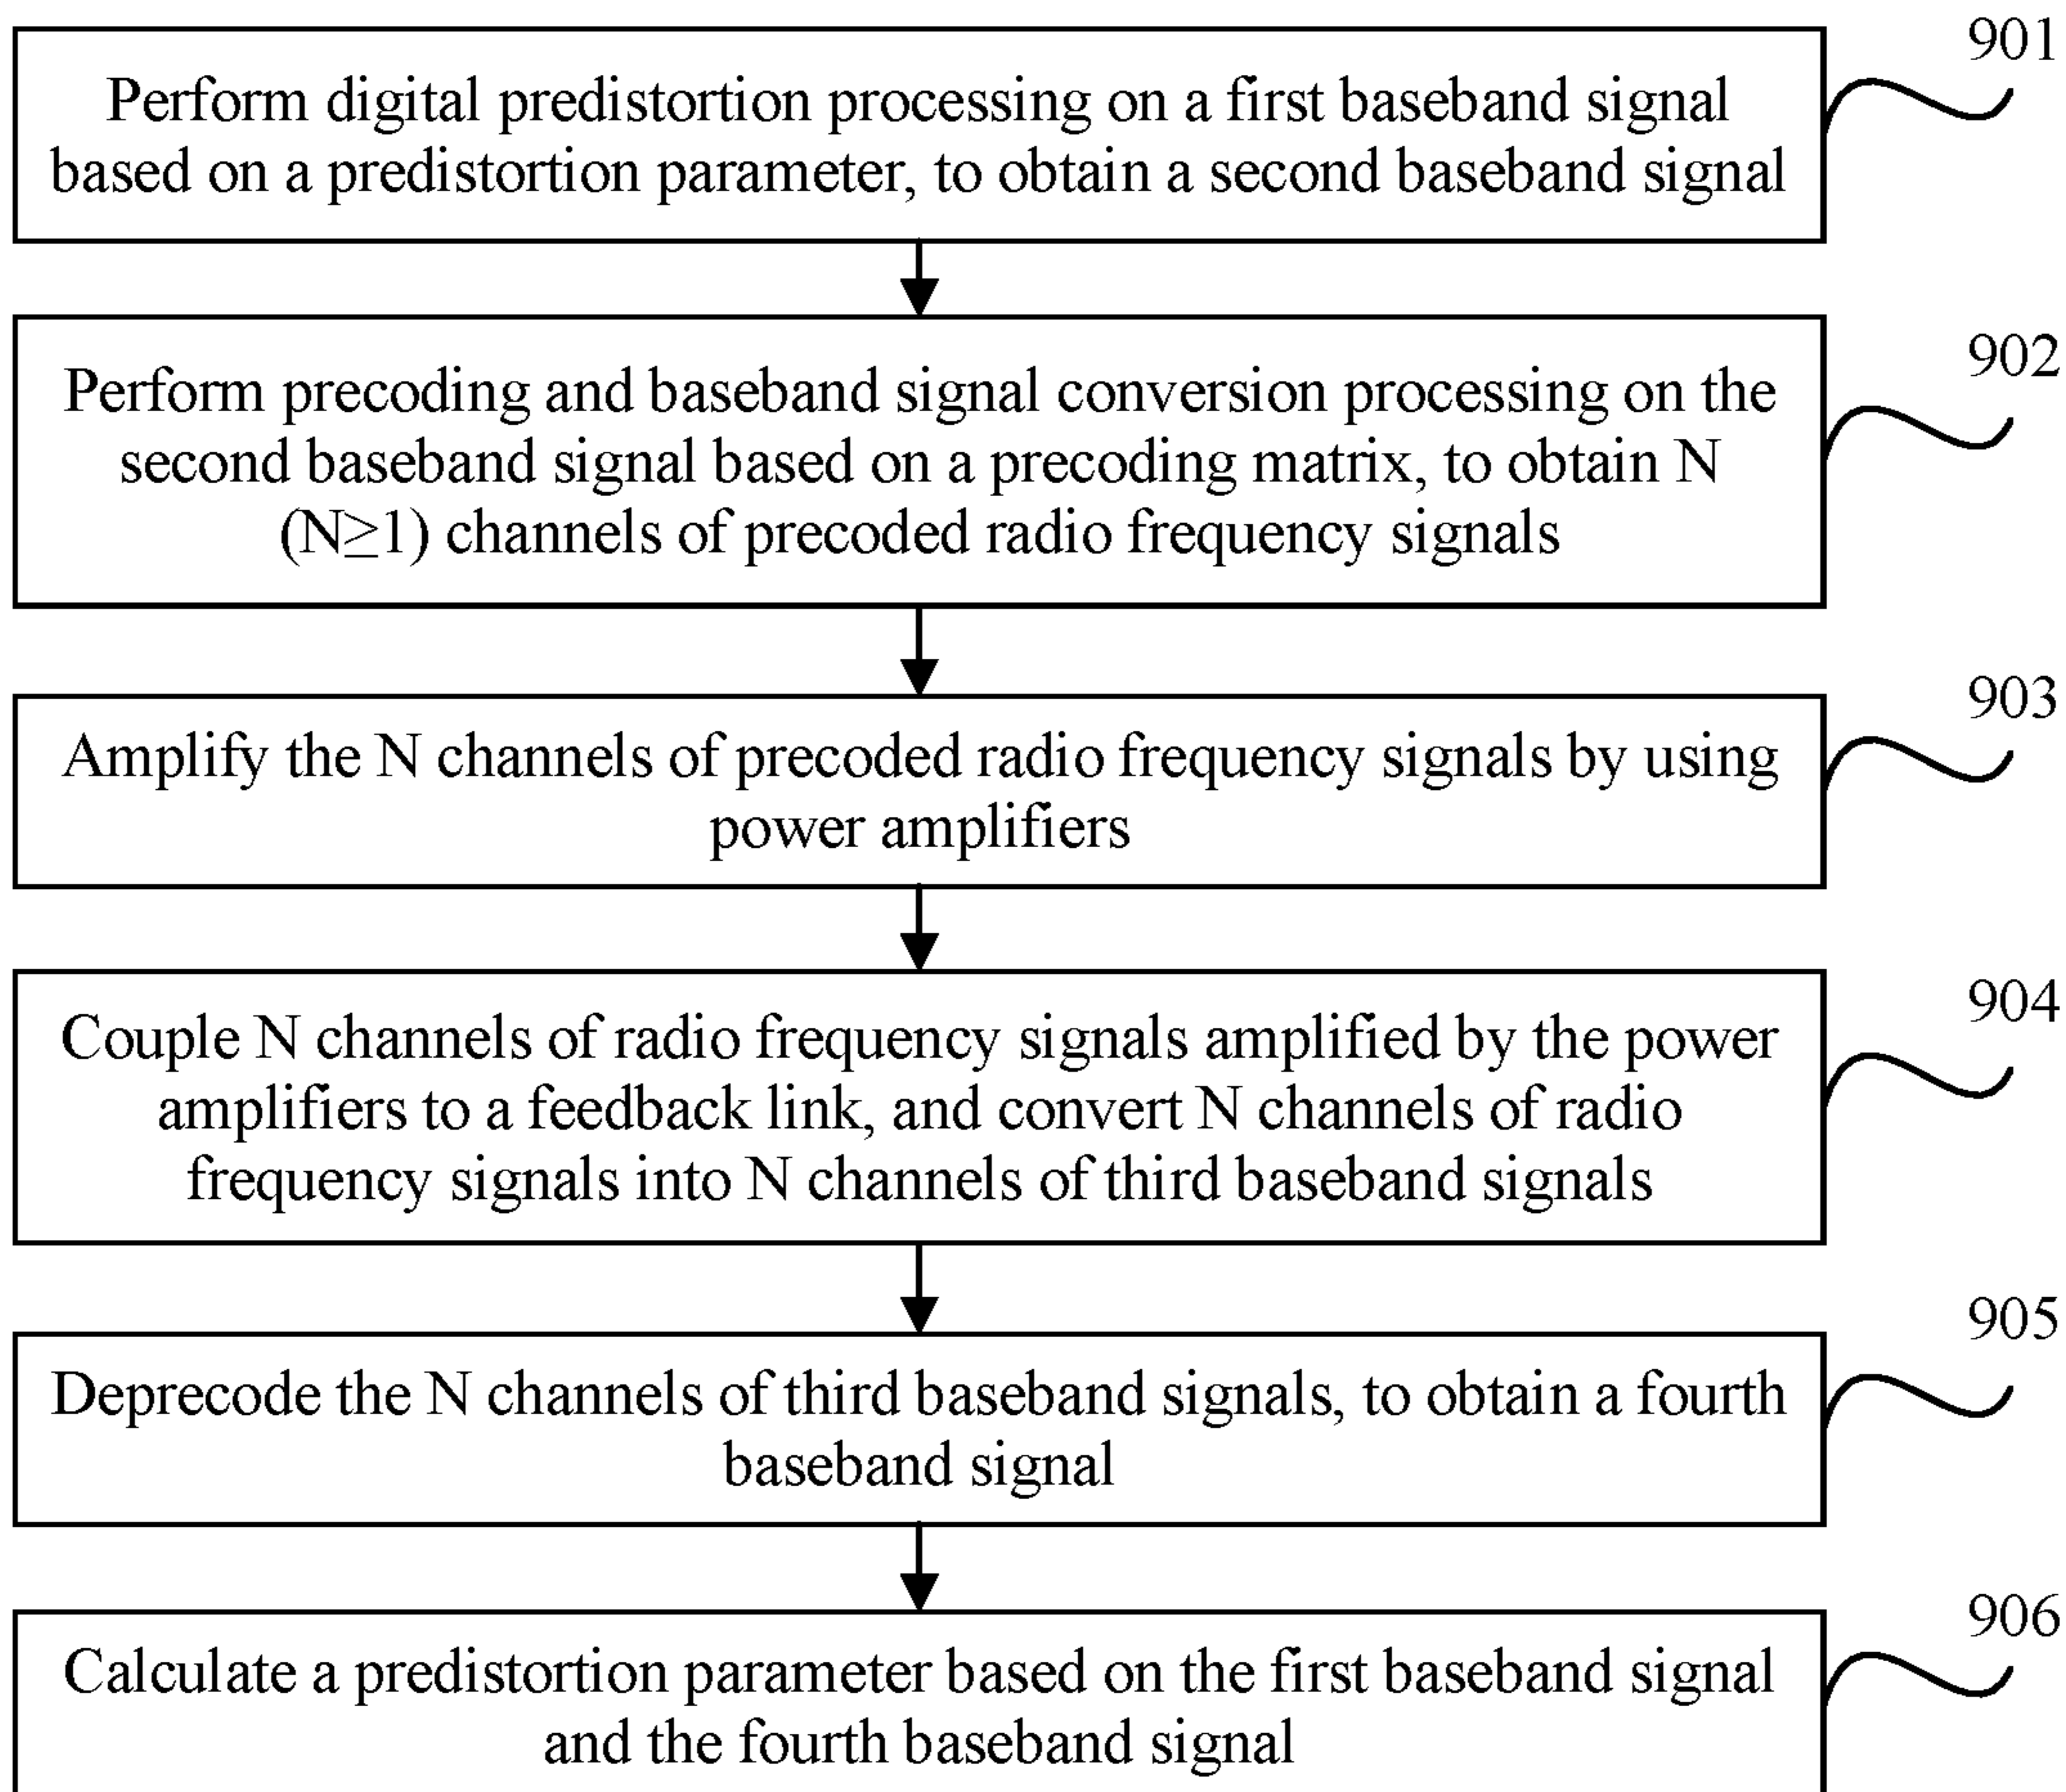 901
Perform digital predistortion processing on a first baseband signal
based on a predistortion parameter, to obtain a second baseband signal
902
Perform precoding and baseband signal conversion processing on the
second baseband signal based on a precoding matrix, to obtain N
(N≥1) channels of precoded radio frequency signals
903
Amplify the N channels of precoded radio frequency signals by using
power amplifiers
904
Couple N channels of radio frequency signals amplified by the power
amplifiers to a feedback link, and convert N channels of radio
frequency signals into N channels of third baseband signals
905
Deprecode the N channels of third baseband signals, to obtain a fourth
baseband signal
906
Calculate a predistortion parameter based on the first baseband signal
and the fourth baseband signal